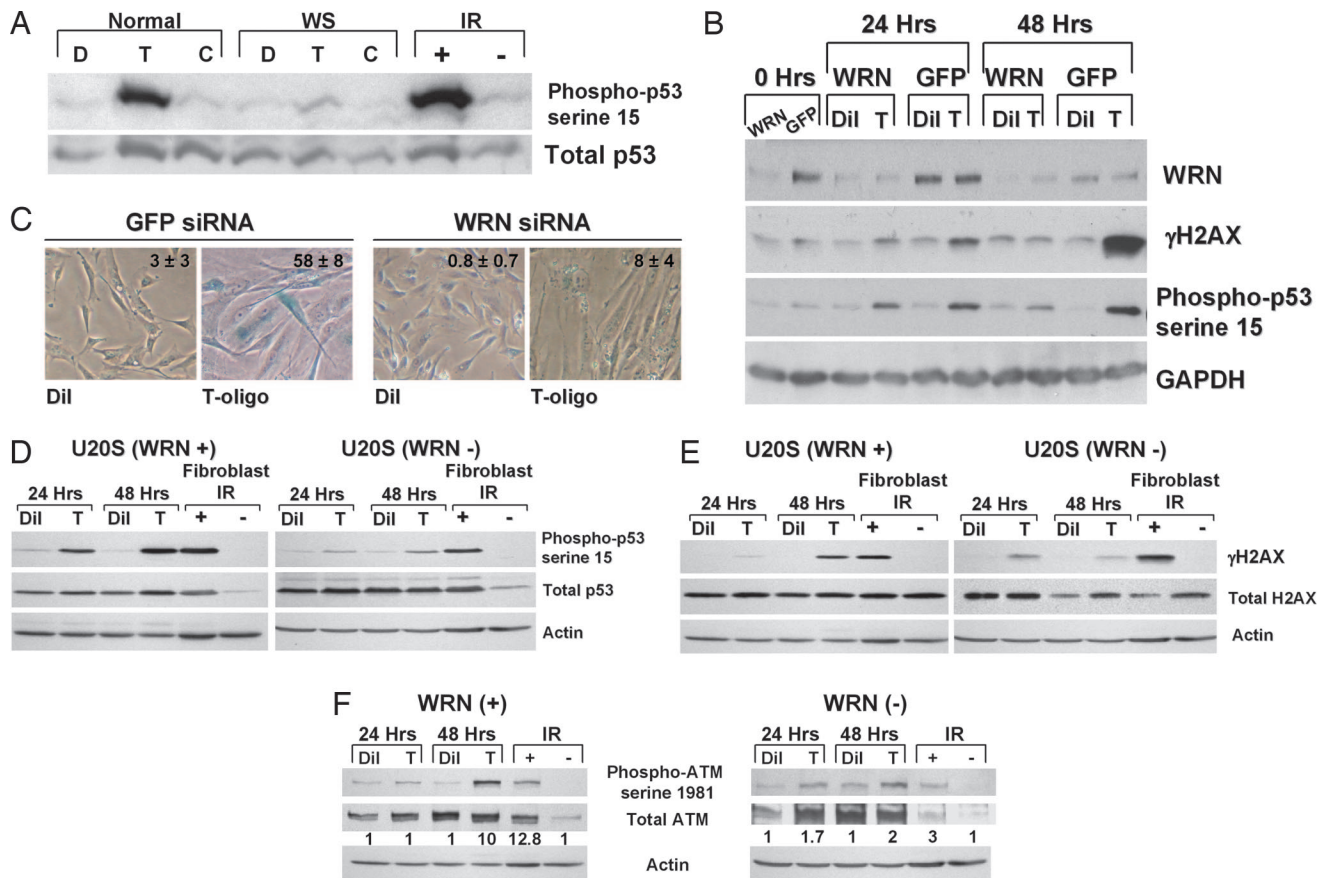 A
Normal WS IR
D T C D T C + -
Phospho-p53
serine 15
Total p53
B
24 Hrs 48 Hrs
0 Hrs WRN GFP WRN GFP
WRN GFP Dil T Dil T Dil T Dil T
WRN
γH2AX
Phospho-p53
serine 15
GAPDH
C
GFP siRNA WRN siRNA
3 ± 3 58 ± 8 0.8 ± 0.7 8 ± 4
Dil T-oligo Dil T-oligo
D
U20S (WRN +) U20S (WRN -)
Fibroblast Fibroblast
24 Hrs 48 Hrs IR 24 Hrs 48 Hrs IR
Dil T Dil T + - Dil T Dil T + -
Phospho-p53
serine 15
Total p53
Actin
E
U20S (WRN +) U20S (WRN -)
Fibroblast Fibroblast
24 Hrs 48 Hrs IR 24 Hrs 48 Hrs IR
Dil T Dil T + - Dil T Dil T + -
γH2AX
Total H2AX
Actin
F
WRN (+) WRN (-)
24 Hrs 48 Hrs IR 24 Hrs 48 Hrs IR
Dil T Dil T + - Dil T Dil T + -
Phospho-ATM
serine 1981
Total ATM
1 1 1 10 12.8 1 1 1.7 1 2 3 1
Actin